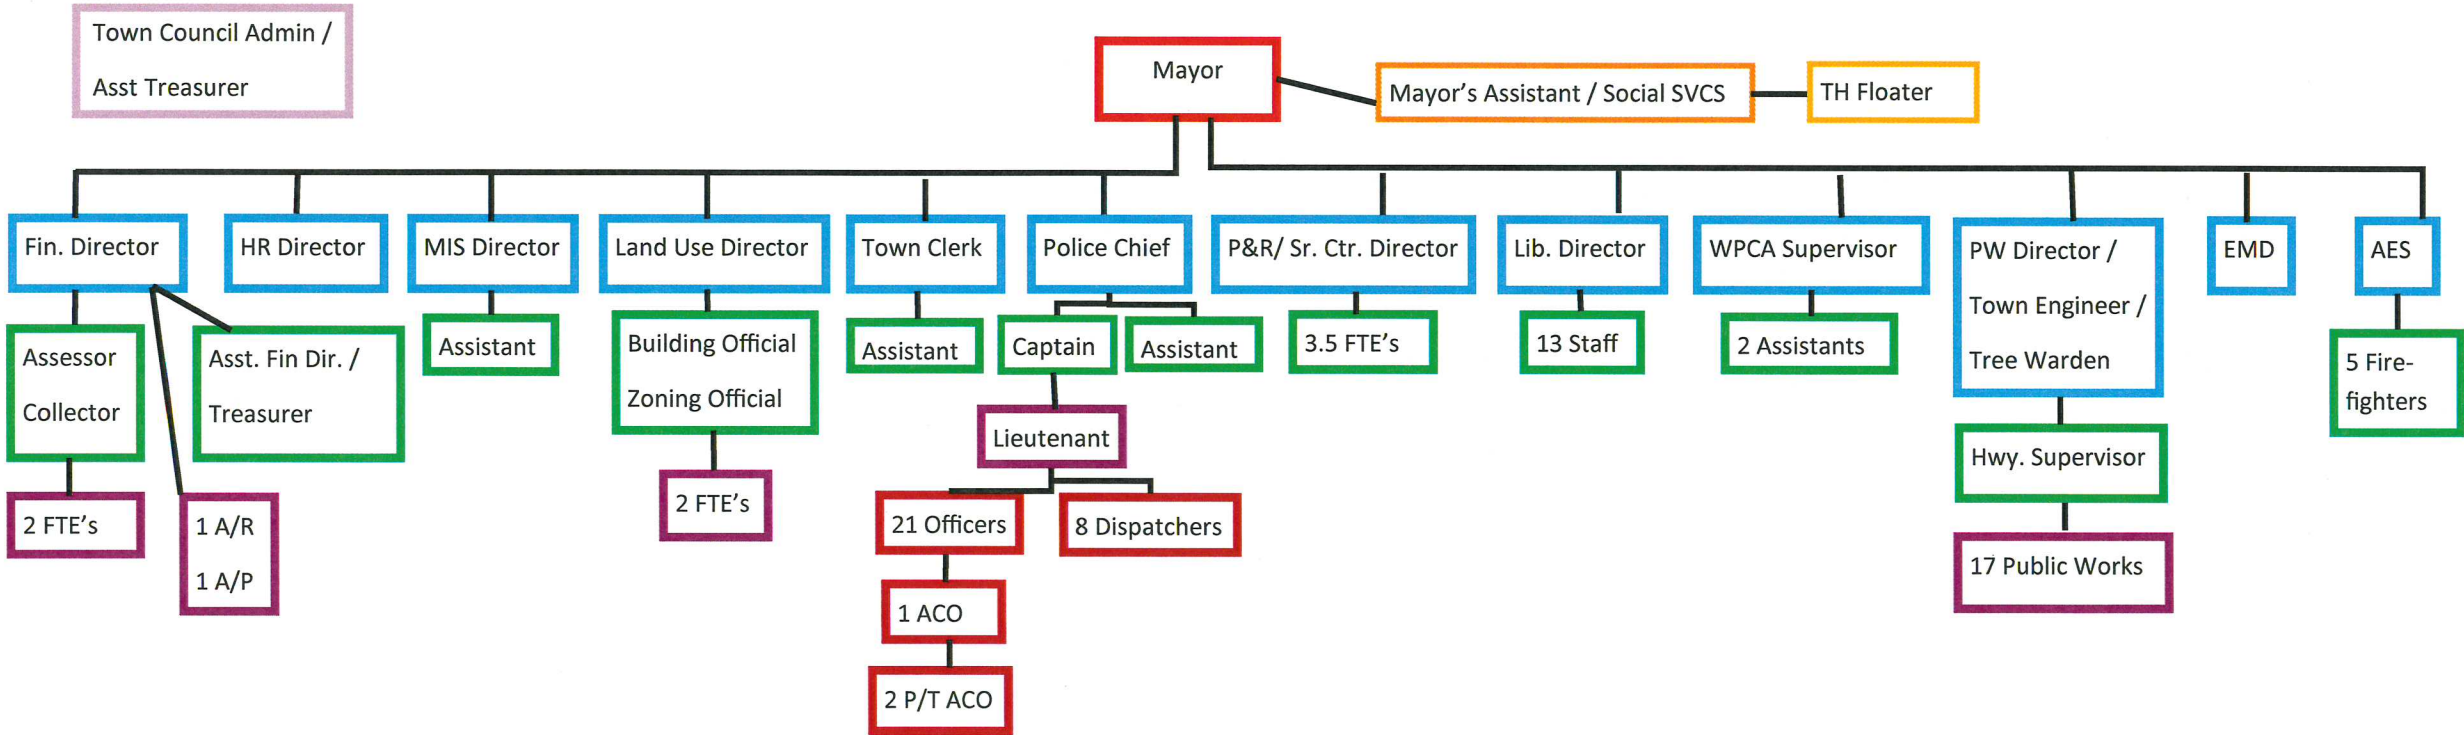 Town Council Admin /
Asst Treasurer
Mayor
Mayor’s Assistant / Social SVCS
TH Floater
Fin. Director
HR Director
MIS Director
Land Use Director
Town Clerk
Police Chief
P&R/ Sr. Ctr. Director
Lib. Director
WPCA Supervisor
PW Director /
Town Engineer /
Tree Warden
EMD
AES
Assessor
Collector
Asst. Fin Dir. /
Treasurer
Assistant
Building Official
Zoning Official
Assistant
Captain
Assistant
3.5 FTE’s
13 Staff
2 Assistants
5 Fire-
fighters
Lieutenant
Hwy. Supervisor
2 FTE’s
1 A/R
1 A/P
2 FTE’s
21 Officers
8 Dispatchers
17 Public Works
1 ACO
2 P/T ACO